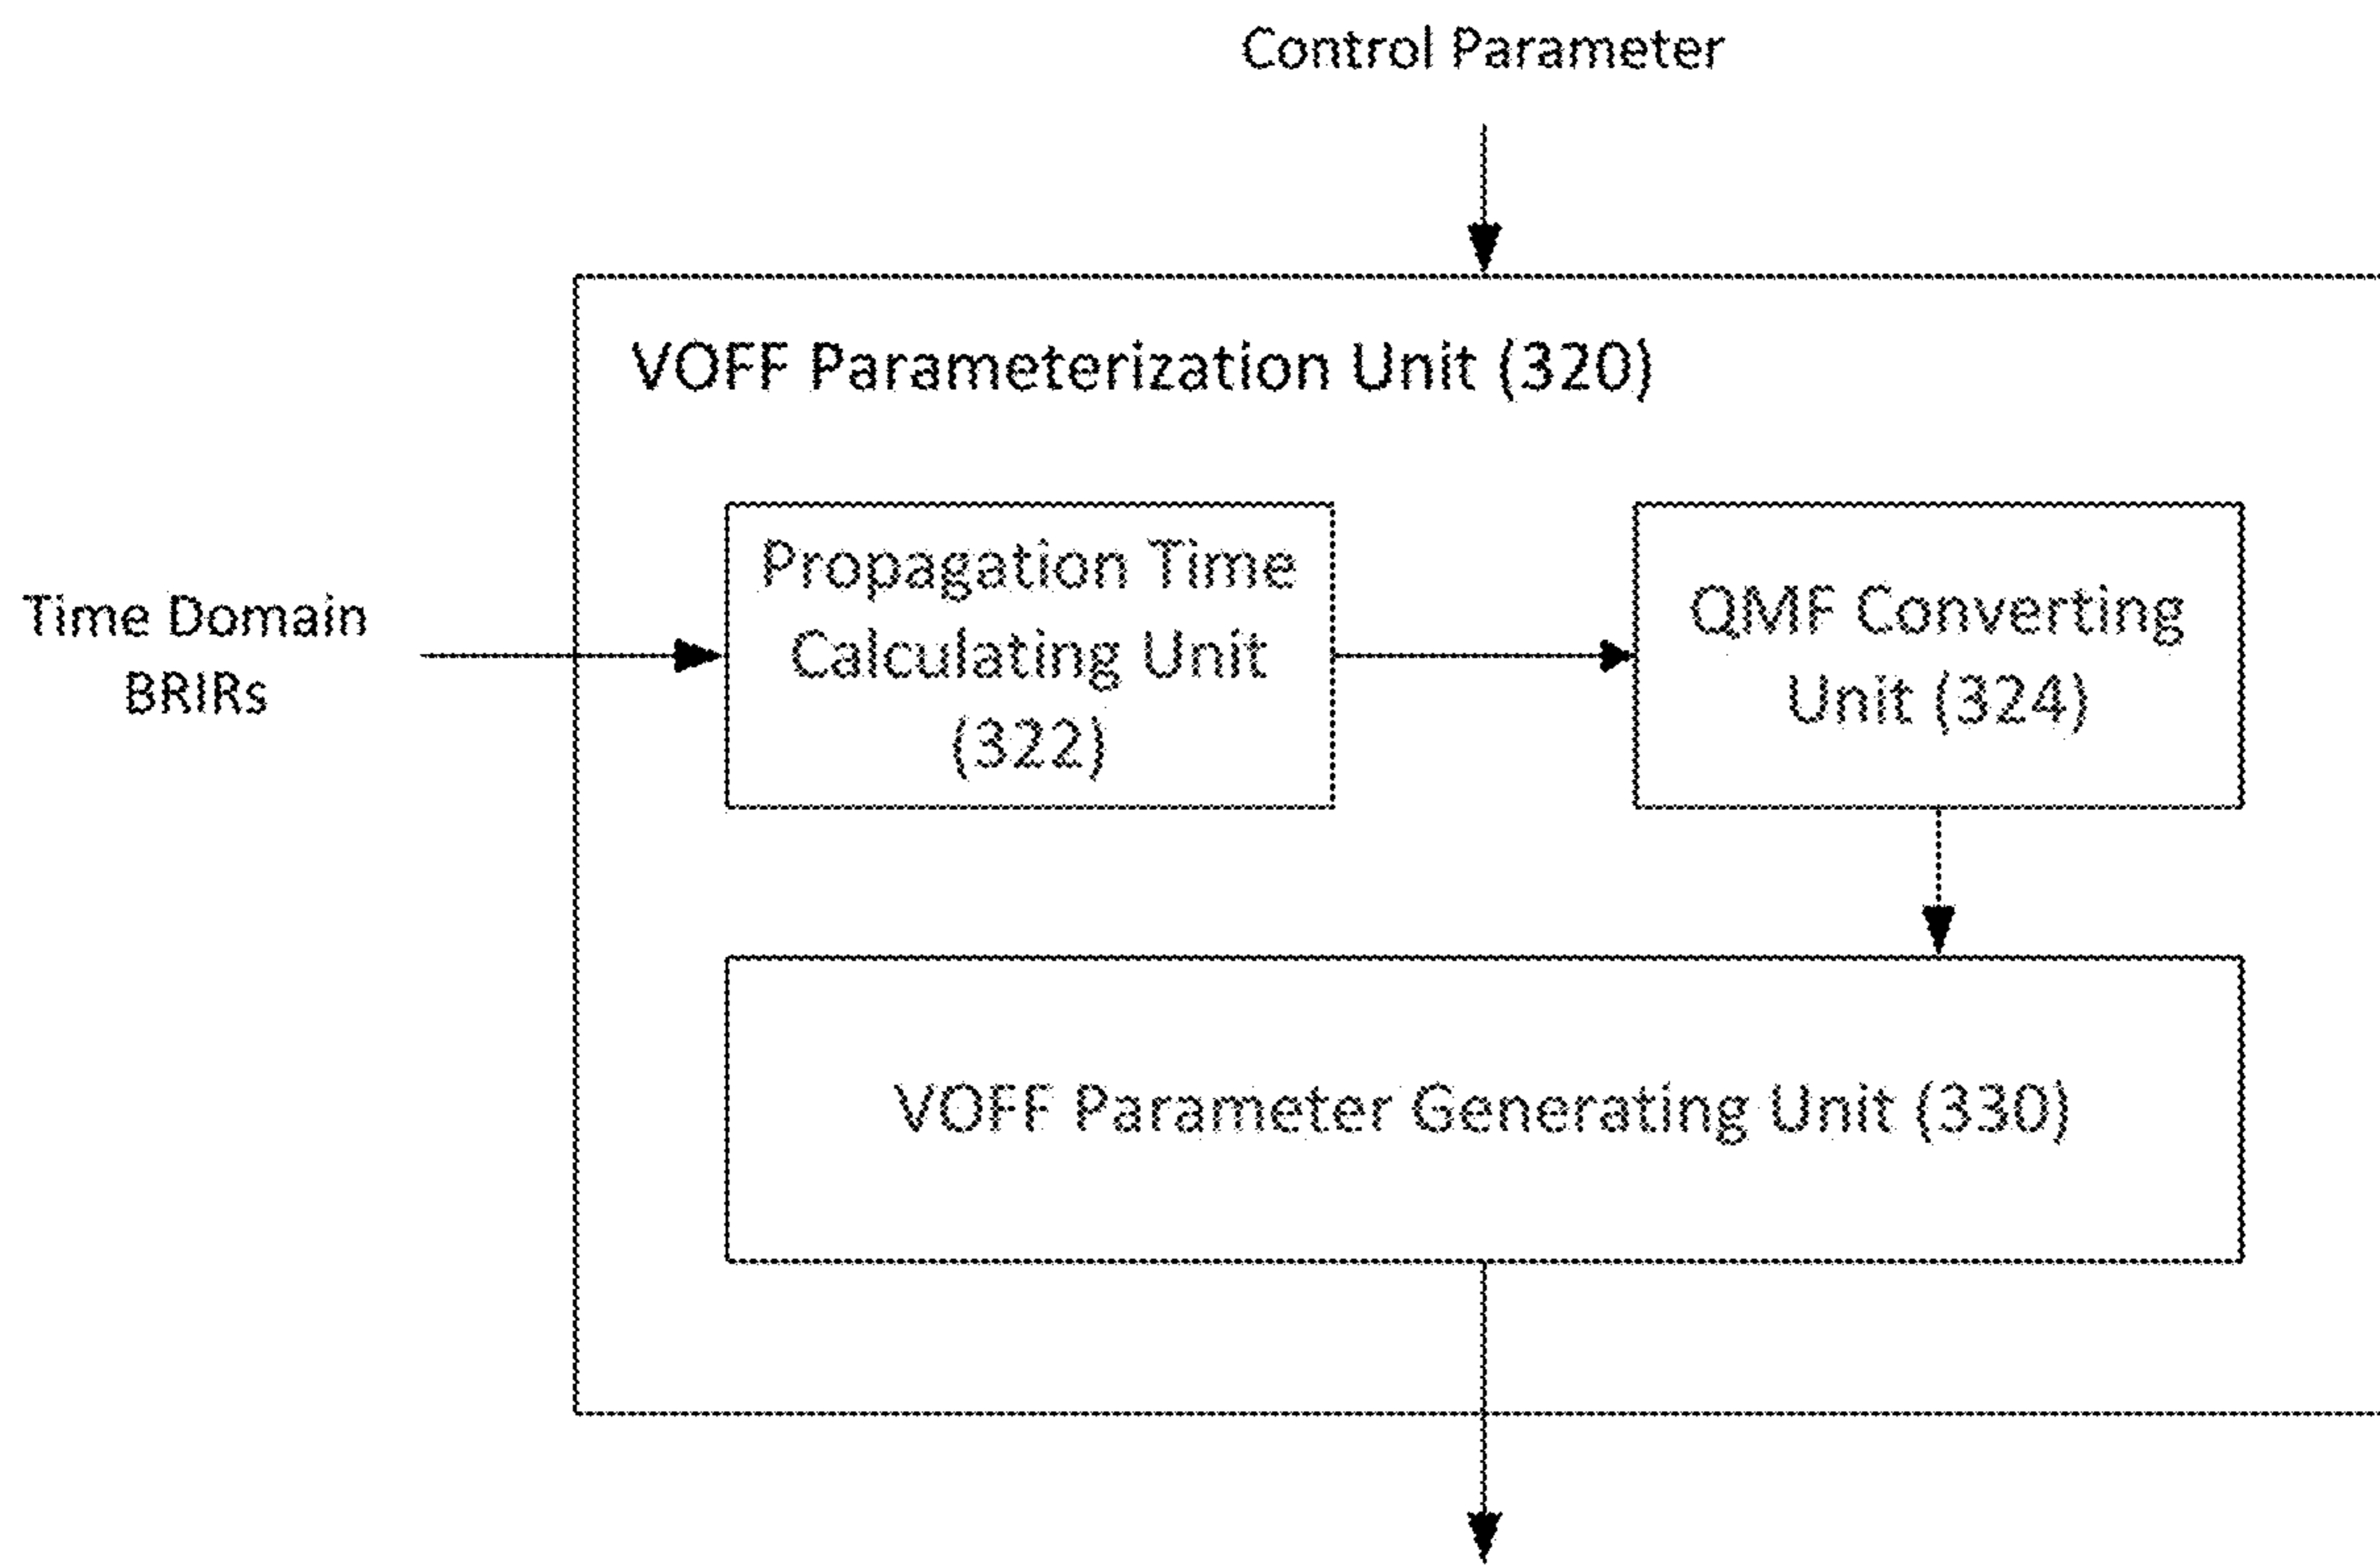 Control Parameter
VOFF Parameterization Unit (320)
Time Domain
BRIRs
Propagation Time
Calculating Unit
(322)
QMF Converting
Unit (324)
VOFF Parameter Generating Unit (330)